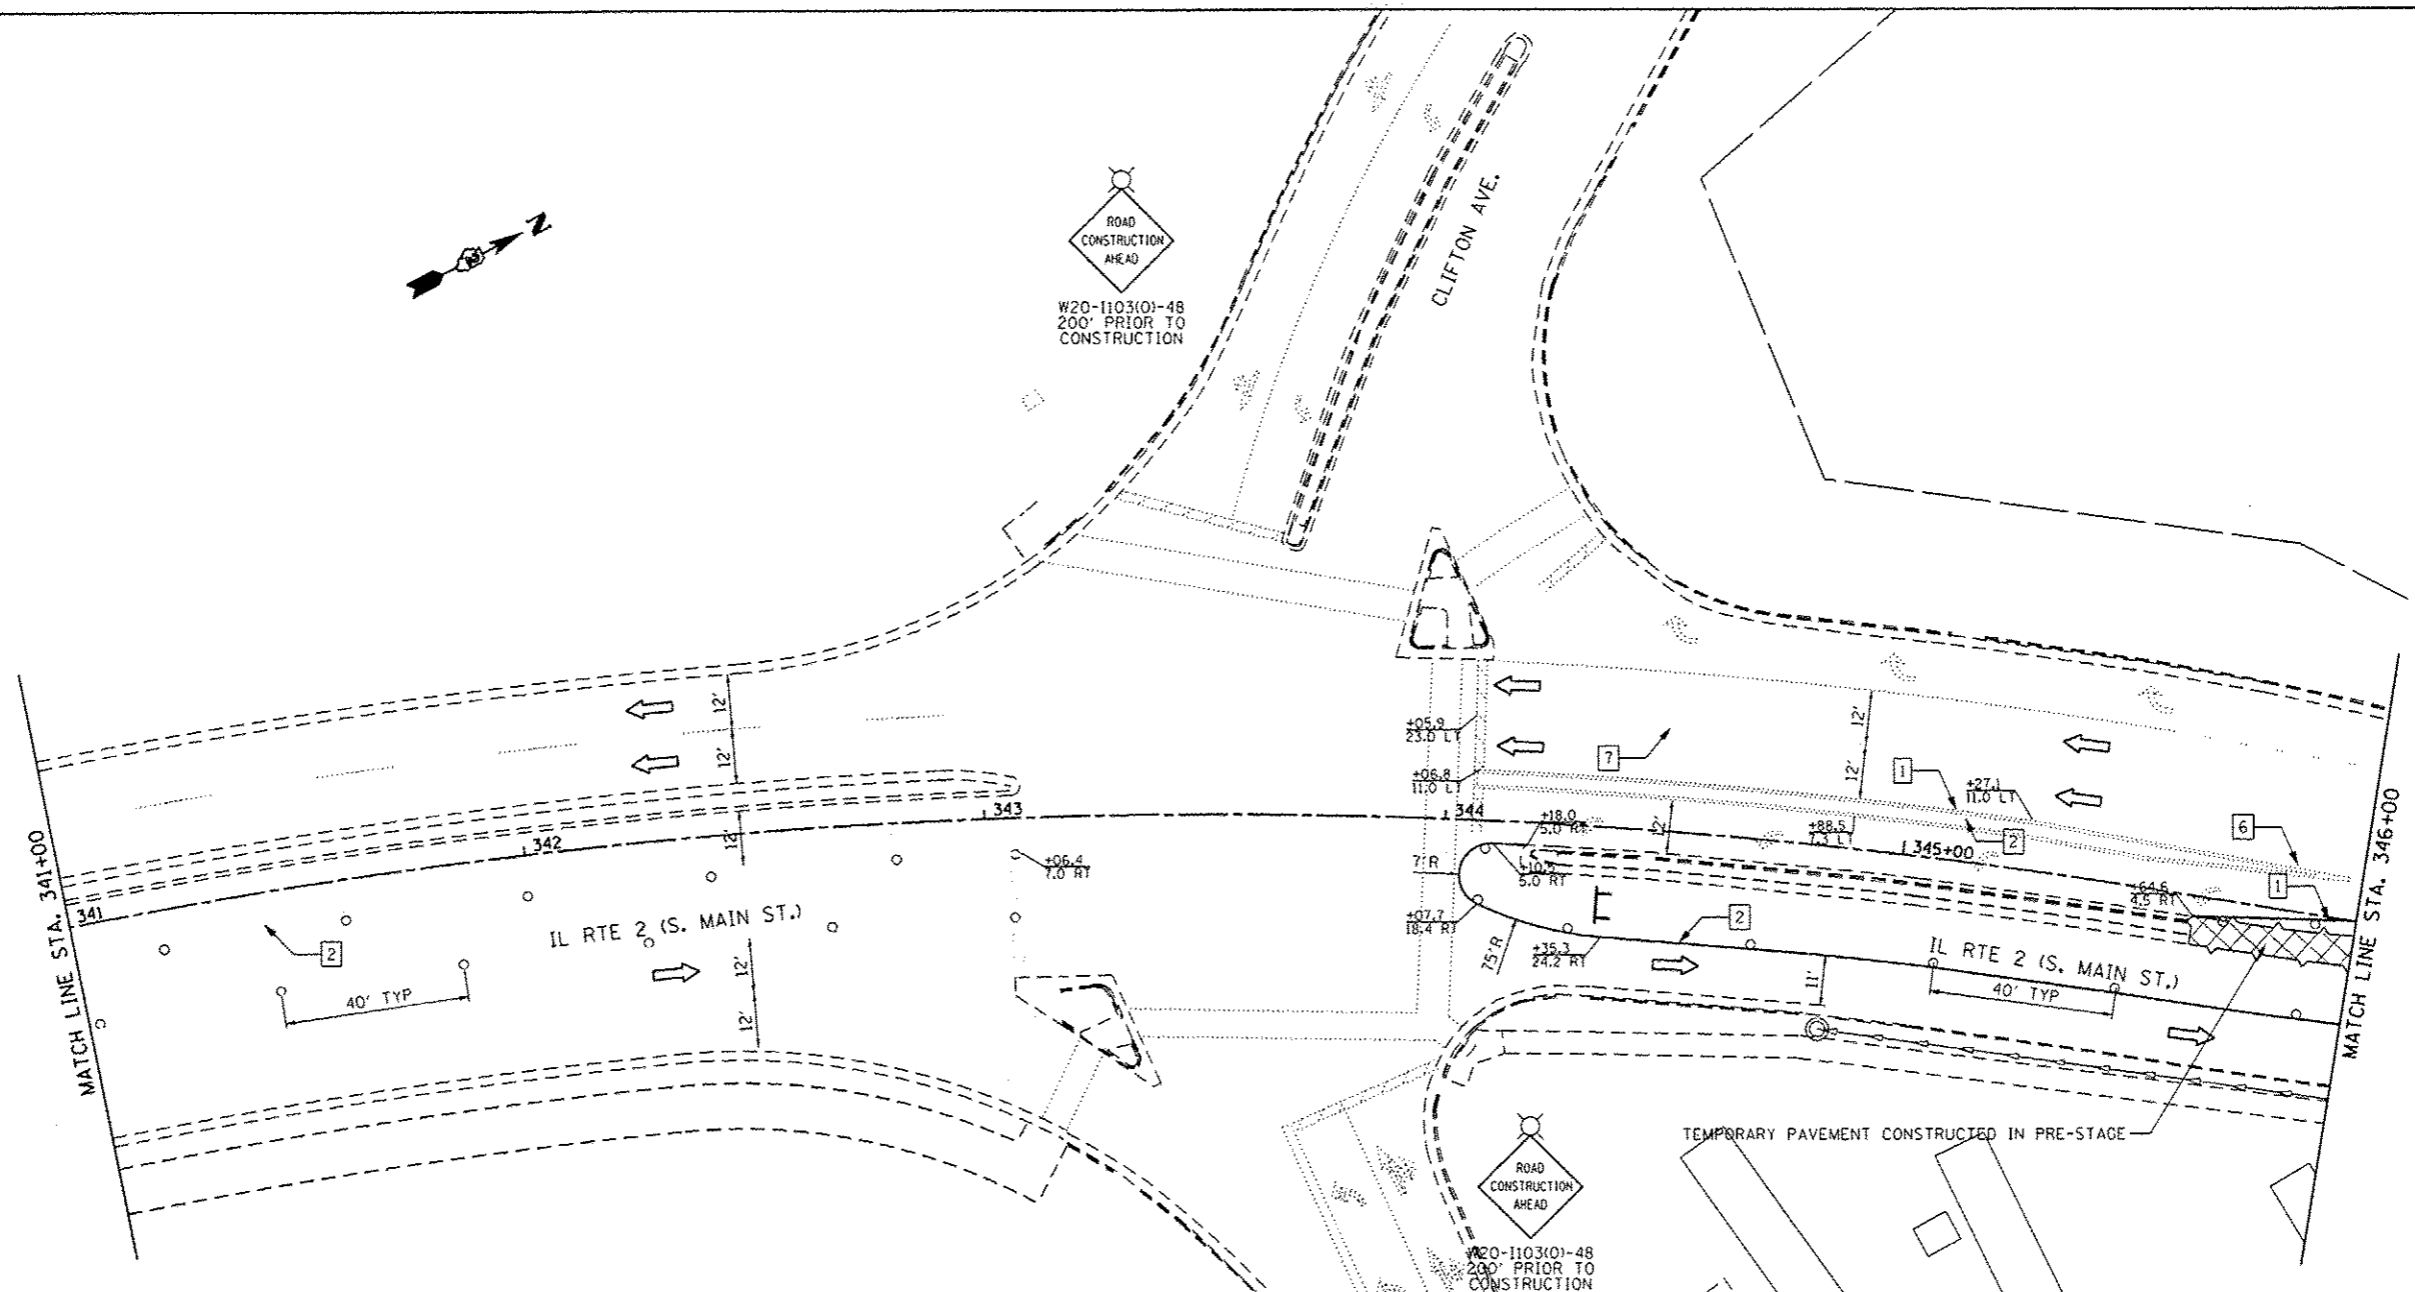 N
ROAD
CONSTRUCTION
AHEAD
W20-I103(O)-48
200' PRIOR TO
CONSTRUCTION
CLIFTON AVE.
MATCH LINE STA. 341+00
12'
12'
12'
341
342
343
344
345+00
IL RTE 2 (S. MAIN ST.)
2
40' TYP
12'
12'
+06.4
7.0 RT
+05.9
23.0 LT
+06.8
11.0 LT
7
12'
12'
1
+27.1
11.0 LT
2
6
+18.0
5.0 RT
12'
+88.5
7.3 LT
7'R
+10.5
5.0 RT
+64.6
4.5 RT
1
+07.7
18.4 RT
75'R
+35.3
24.2 RT
2
11'
IL RTE 2 (S. MAIN ST.)
40' TYP
MATCH LINE STA. 346+00
TEMPORARY PAVEMENT CONSTRUCTED IN PRE-STAGE
ROAD
CONSTRUCTION
AHEAD
W20-I103(O)-48
200' PRIOR TO
CONSTRUCTION